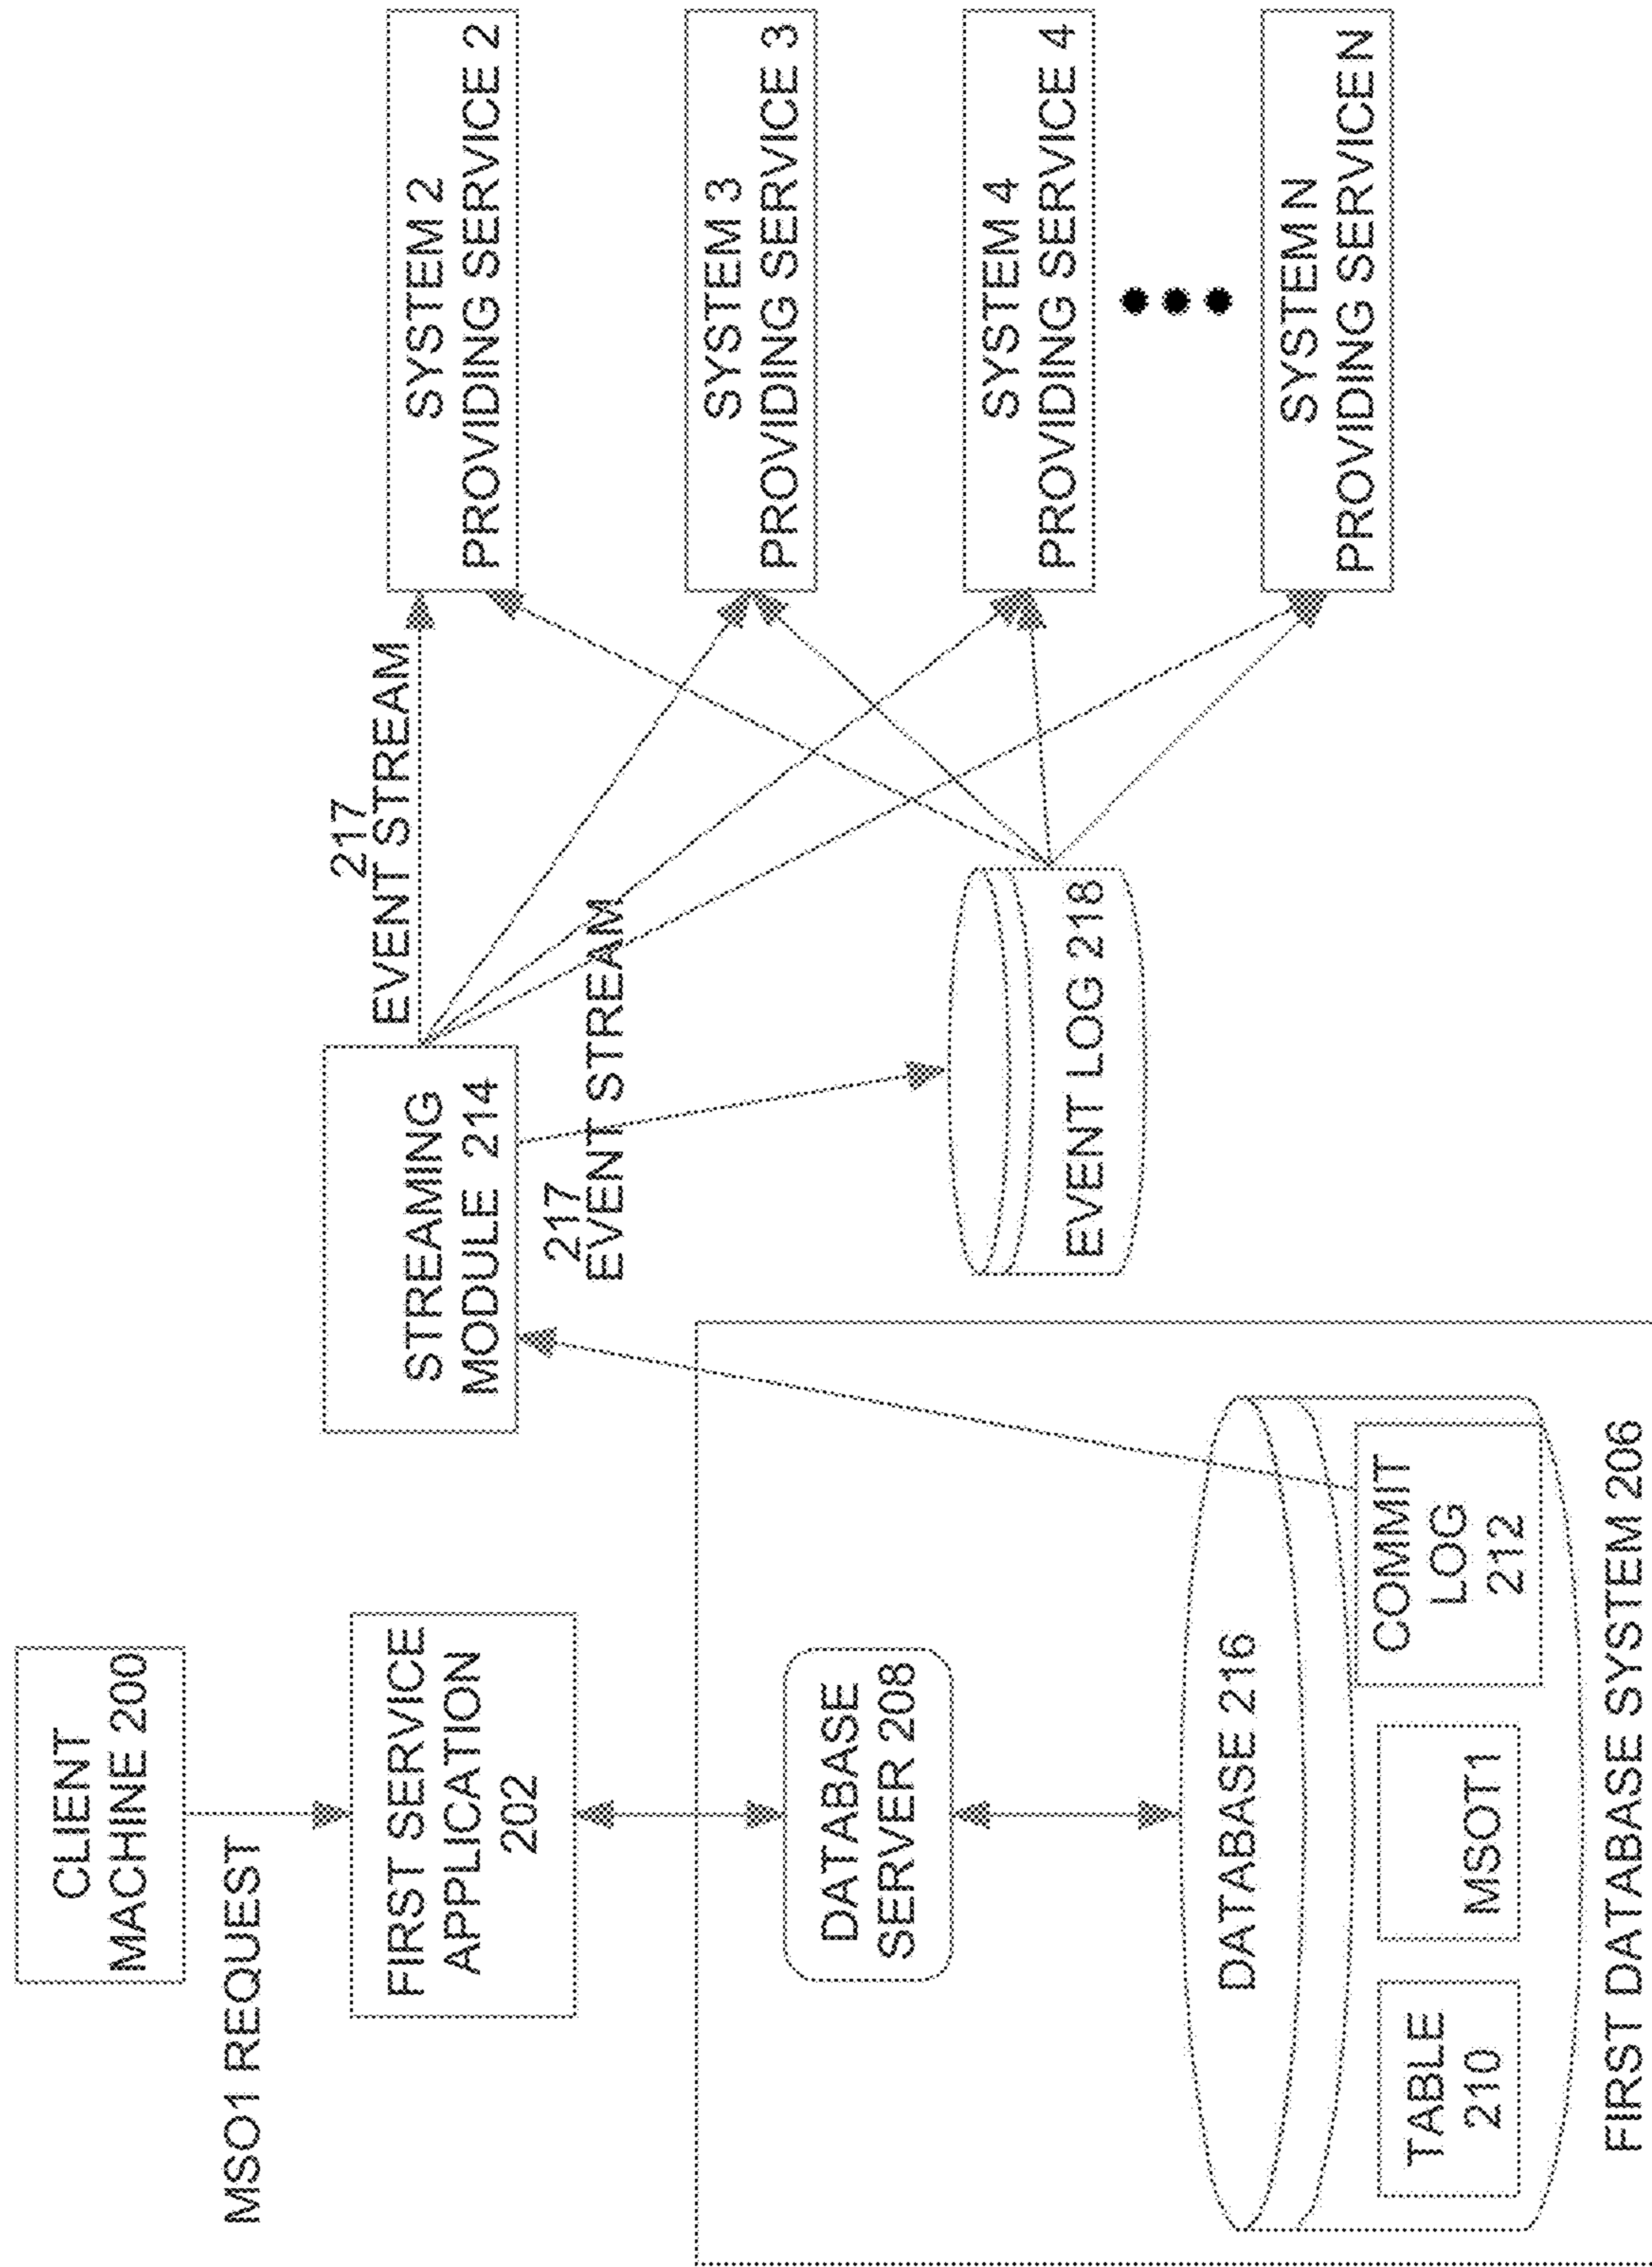 CLIENT
MACHINE 200
MSO1 REQUEST
FIRST SERVICE
APPLICATION
202
DATABASE
SERVER 208
DATABASE 216
TABLE
210
MSOT1
COMMIT
LOG
212
FIRST DATABASE SYSTEM 206
STREAMING
MODULE 214
217
EVENT STREAM
217
EVENT STREAM
EVENT LOG 218
SYSTEM 2
PROVIDING SERVICE 2
SYSTEM 3
PROVIDING SERVICE 3
SYSTEM 4
PROVIDING SERVICE 4
SYSTEM N
PROVIDING SERVICE N